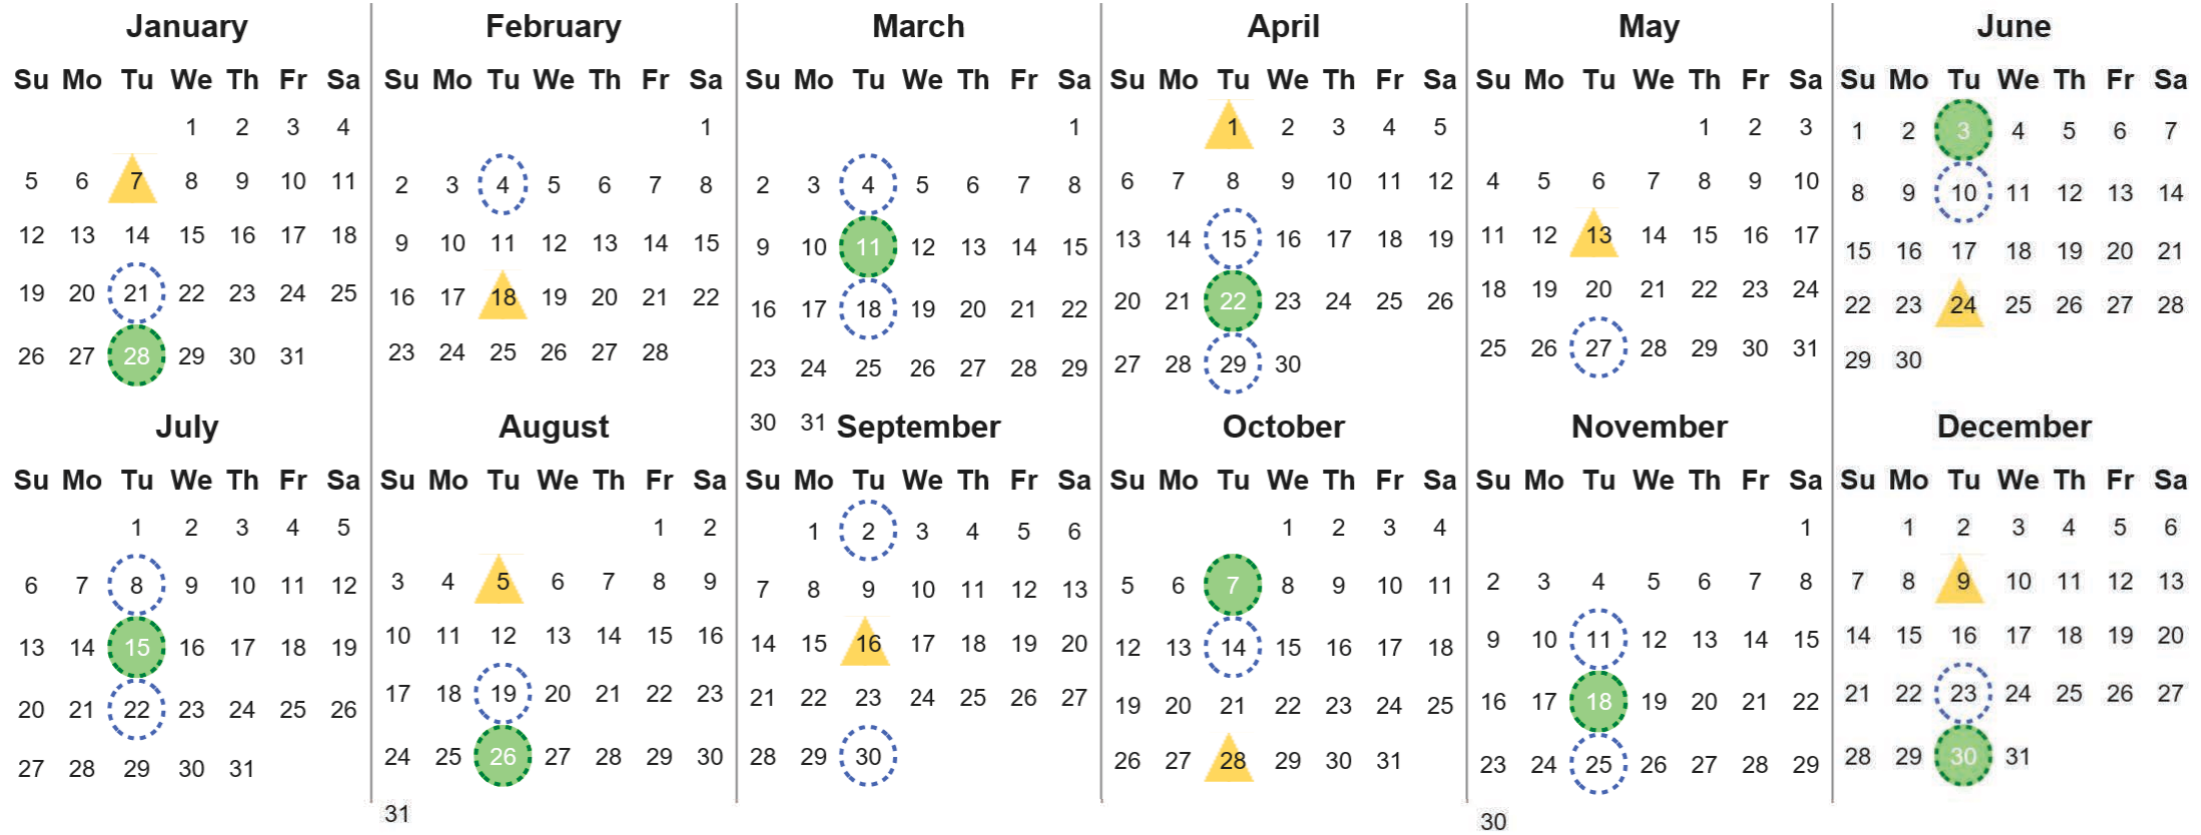 January
Su Mo Tu We Th Fr Sa
1 2 3 4
5 6 7 8 9 10 11
12 13 14 15 16 17 18
19 20 21 22 23 24 25
26 27 28 29 30 31
February
Su Mo Tu We Th Fr Sa
1
2 3 4 5 6 7 8
9 10 11 12 13 14 15
16 17 18 19 20 21 22
23 24 25 26 27 28
March
Su Mo Tu We Th Fr Sa
1
2 3 4 5 6 7 8
9 10 11 12 13 14 15
16 17 18 19 20 21 22
23 24 25 26 27 28 29
30 31
April
Su Mo Tu We Th Fr Sa
1 2 3 4 5
6 7 8 9 10 11 12
13 14 15 16 17 18 19
20 21 22 23 24 25 26
27 28 29 30
May
Su Mo Tu We Th Fr Sa
1 2 3
4 5 6 7 8 9 10
11 12 13 14 15 16 17
18 19 20 21 22 23 24
25 26 27 28 29 30 31
June
Su Mo Tu We Th Fr Sa
1 2 3 4 5 6 7
8 9 10 11 12 13 14
15 16 17 18 19 20 21
22 23 24 25 26 27 28
29 30
July
Su Mo Tu We Th Fr Sa
1 2 3 4 5
6 7 8 9 10 11 12
13 14 15 16 17 18 19
20 21 22 23 24 25 26
27 28 29 30 31
August
Su Mo Tu We Th Fr Sa
1 2
3 4 5 6 7 8 9
10 11 12 13 14 15 16
17 18 19 20 21 22 23
24 25 26 27 28 29 30
31
September
Su Mo Tu We Th Fr Sa
1 2 3 4 5 6
7 8 9 10 11 12 13
14 15 16 17 18 19 20
21 22 23 24 25 26 27
28 29 30
October
Su Mo Tu We Th Fr Sa
1 2 3 4
5 6 7 8 9 10 11
12 13 14 15 16 17 18
19 20 21 22 23 24 25
26 27 28 29 30 31
November
Su Mo Tu We Th Fr Sa
1
2 3 4 5 6 7 8
9 10 11 12 13 14 15
16 17 18 19 20 21 22
23 24 25 26 27 28 29
30
December
Su Mo Tu We Th Fr Sa
1 2 3 4 5 6
7 8 9 10 11 12 13
14 15 16 17 18 19 20
21 22 23 24 25 26 27
28 29 30 31